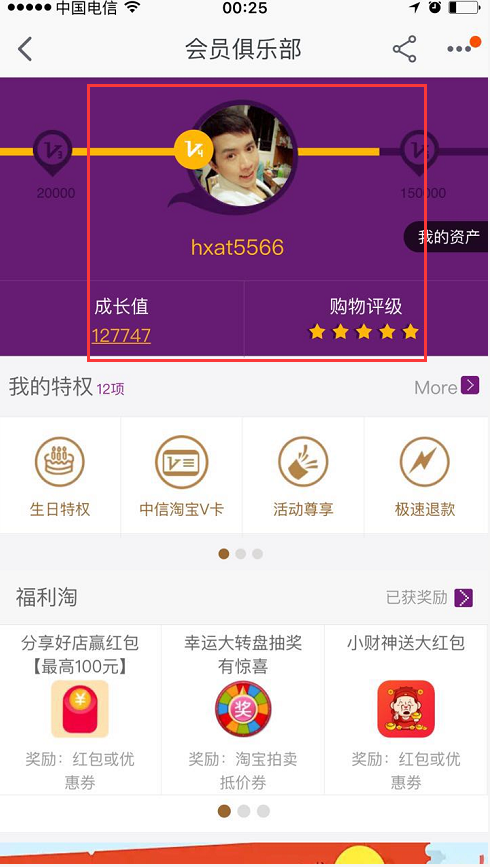 中国电信
00:25
会员俱乐部
V4
V3
20000
150000
我的资产
hxat5566
成长值
购物评级
127747
我的特权 12项
More
生日特权
中信淘宝V卡
活动尊享
极速退款
福利淘
已获奖励
分享好店赢红包
【最高100元】
幸运大转盘抽奖
有惊喜
小财神送大红包
奖
奖励：红包或优
惠券
奖励：淘宝拍卖
抵价券
奖励：红包或优
惠券